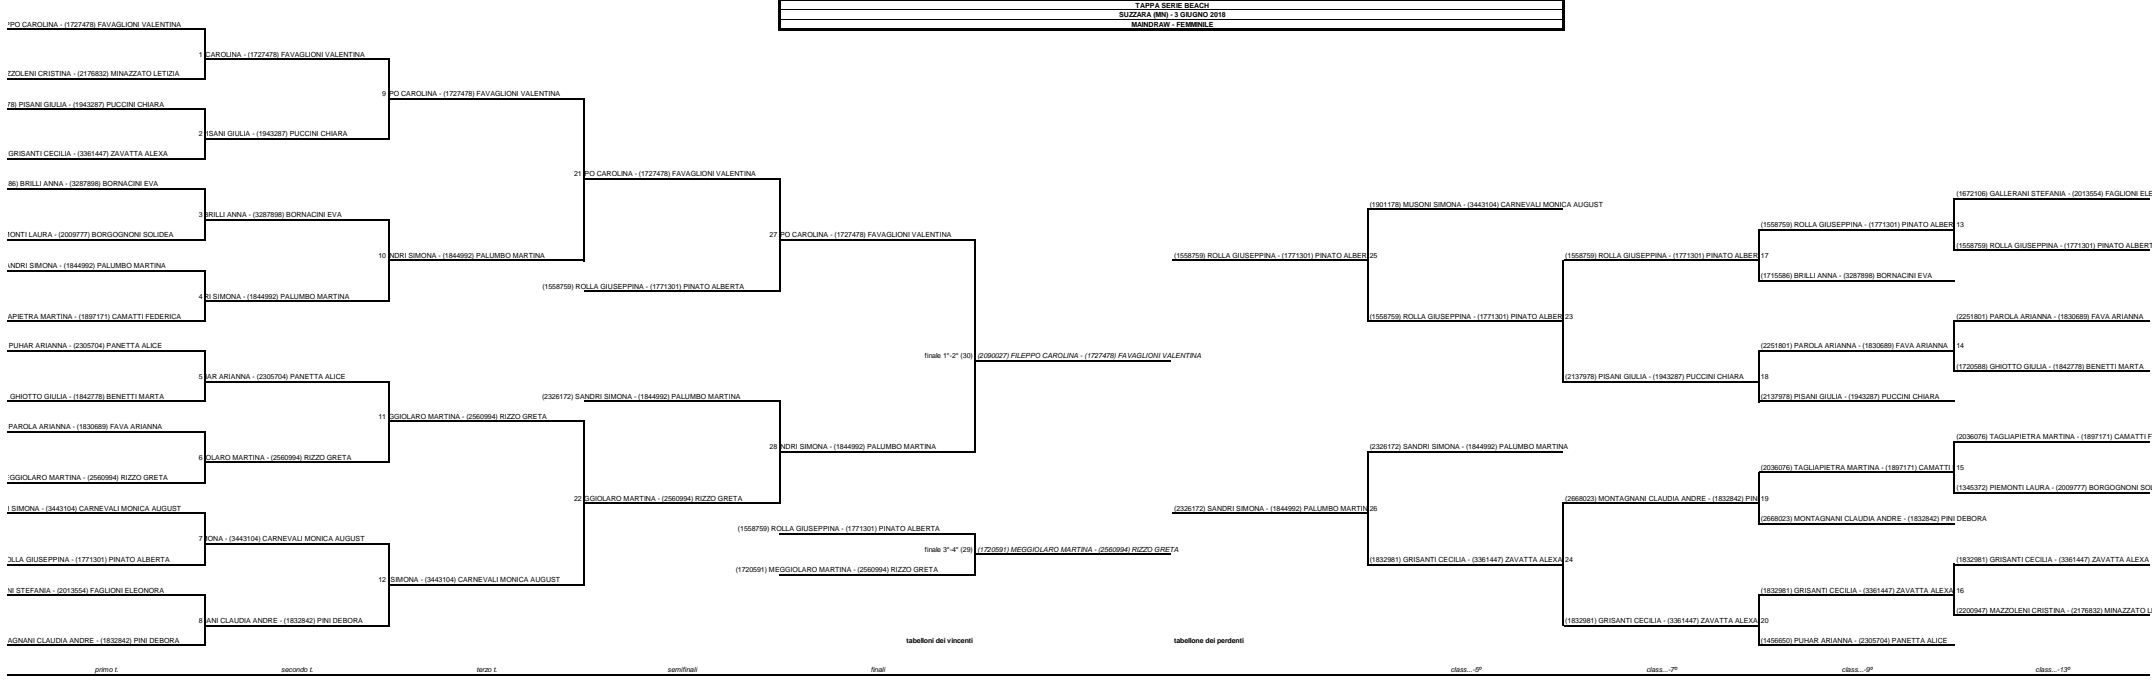 TAPPA SERIE BEACH
SUZZARA (MN) - 3 GIUGNO 2018
MAINDRAW - FEMMINILE
PO CAROLINA - (1727478) FAVAGLIONI VALENTINA
ZZOLENI CRISTINA - (2176832) MINAZZATO LETIZIA
78) PISANI GIULIA - (1943287) PUCCINI CHIARA
GRISANTI CECILIA - (3361447) ZAVATTA ALEXA
86) BRILLI ANNA - (3287898) BORNACINI EVA
IONTI LAURA - (2009777) BORGOGNONI SOLIDEA
ANDRI SIMONA - (1844992) PALUMBO MARTINA
APIETRA MARTINA - (1897171) CAMATTI FEDERICA
PUHAR ARIANNA - (2305704) PANETTA ALICE
GHIOTTO GIULIA - (1842778) BENETTI MARTA
PAROLA ARIANNA - (1830689) FAVA ARIANNA
GGIOLARO MARTINA - (2560994) RIZZO GRETA
I SIMONA - (3443104) CARNEVALI MONICA AUGUST
OLLA GIUSEPPINA - (1771301) PINATO ALBERTA
NI STEFANIA - (2013554) FAGLIONI ELEONORA
AGNANI CLAUDIA ANDRE - (1832842) PINI DEBORA
primo t.
1 CAROLINA - (1727478) FAVAGLIONI VALENTINA
2 ISANI GIULIA - (1943287) PUCCINI CHIARA
3 BRILLI ANNA - (3287898) BORNACINI EVA
4 RI SIMONA - (1844992) PALUMBO MARTINA
5 IAR ARIANNA - (2305704) PANETTA ALICE
6 OLARO MARTINA - (2560994) RIZZO GRETA
7 IONA - (3443104) CARNEVALI MONICA AUGUST
8 ANI CLAUDIA ANDRE - (1832842) PINI DEBORA
secondo t.
9 PO CAROLINA - (1727478) FAVAGLIONI VALENTINA
10 NDRI SIMONA - (1844992) PALUMBO MARTINA
11 GGIOLARO MARTINA - (2560994) RIZZO GRETA
12 SIMONA - (3443104) CARNEVALI MONICA AUGUST
terzo t.
21 PO CAROLINA - (1727478) FAVAGLIONI VALENTINA
(1558759) ROLLA GIUSEPPINA - (1771301) PINATO ALBERTA
(2326172) SANDRI SIMONA - (1844992) PALUMBO MARTINA
22 GGIOLARO MARTINA - (2560994) RIZZO GRETA
semifinali
27 PO CAROLINA - (1727478) FAVAGLIONI VALENTINA
28 NDRI SIMONA - (1844992) PALUMBO MARTINA
(1558759) ROLLA GIUSEPPINA - (1771301) PINATO ALBERTA
(1720591) MEGGIOLARO MARTINA - (2560994) RIZZO GRETA
tabelloni dei vincenti
finali
finale 1°-2° (30) (2090027) FILEPPO CAROLINA - (1727478) FAVAGLIONI VALENTINA
finale 3°-4° (29) (1720591) MEGGIOLARO MARTINA - (2560994) RIZZO GRETA
(1558759) ROLLA GIUSEPPINA - (1771301) PINATO ALBER 25
(2326172) SANDRI SIMONA - (1844992) PALUMBO MARTIN 26
tabellone dei perdenti
(1901178) MUSONI SIMONA - (3443104) CARNEVALI MONICA AUGUST
(1558759) ROLLA GIUSEPPINA - (1771301) PINATO ALBER 23
(2326172) SANDRI SIMONA - (1844992) PALUMBO MARTINA
(1832981) GRISANTI CECILIA - (3361447) ZAVATTA ALEXA 24
class...-5º
(1558759) ROLLA GIUSEPPINA - (1771301) PINATO ALBER 17
(2137978) PISANI GIULIA - (1943287) PUCCINI CHIARA 18
(2668023) MONTAGNANI CLAUDIA ANDRE - (1832842) PIN 19
(1832981) GRISANTI CECILIA - (3361447) ZAVATTA ALEXA 20
class...-7º
(1558759) ROLLA GIUSEPPINA - (1771301) PINATO ALBER 13
(1715586) BRILLI ANNA - (3287898) BORNACINI EVA
(2251801) PAROLA ARIANNA - (1830689) FAVA ARIANNA 14
(2137978) PISANI GIULIA - (1943287) PUCCINI CHIARA
(2036076) TAGLIAPIETRA MARTINA - (1897171) CAMATTI 15
(2668023) MONTAGNANI CLAUDIA ANDRE - (1832842) PINI DEBORA
(1832981) GRISANTI CECILIA - (3361447) ZAVATTA ALEXA 16
(1456650) PUHAR ARIANNA - (2305704) PANETTA ALICE
class...-9º
(1672106) GALLERANI STEFANIA - (2013554) FAGLIONI ELE
(1558759) ROLLA GIUSEPPINA - (1771301) PINATO ALBERT
(2251801) PAROLA ARIANNA - (1830689) FAVA ARIANNA
(1720588) GHIOTTO GIULIA - (1842778) BENETTI MARTA
(2036076) TAGLIAPIETRA MARTINA - (1897171) CAMATTI F
(1345372) PIEMONTI LAURA - (2009777) BORGOGNONI SOL
(1832981) GRISANTI CECILIA - (3361447) ZAVATTA ALEXA
(2200947) MAZZOLENI CRISTINA - (2176832) MINAZZATO L
class...-13º